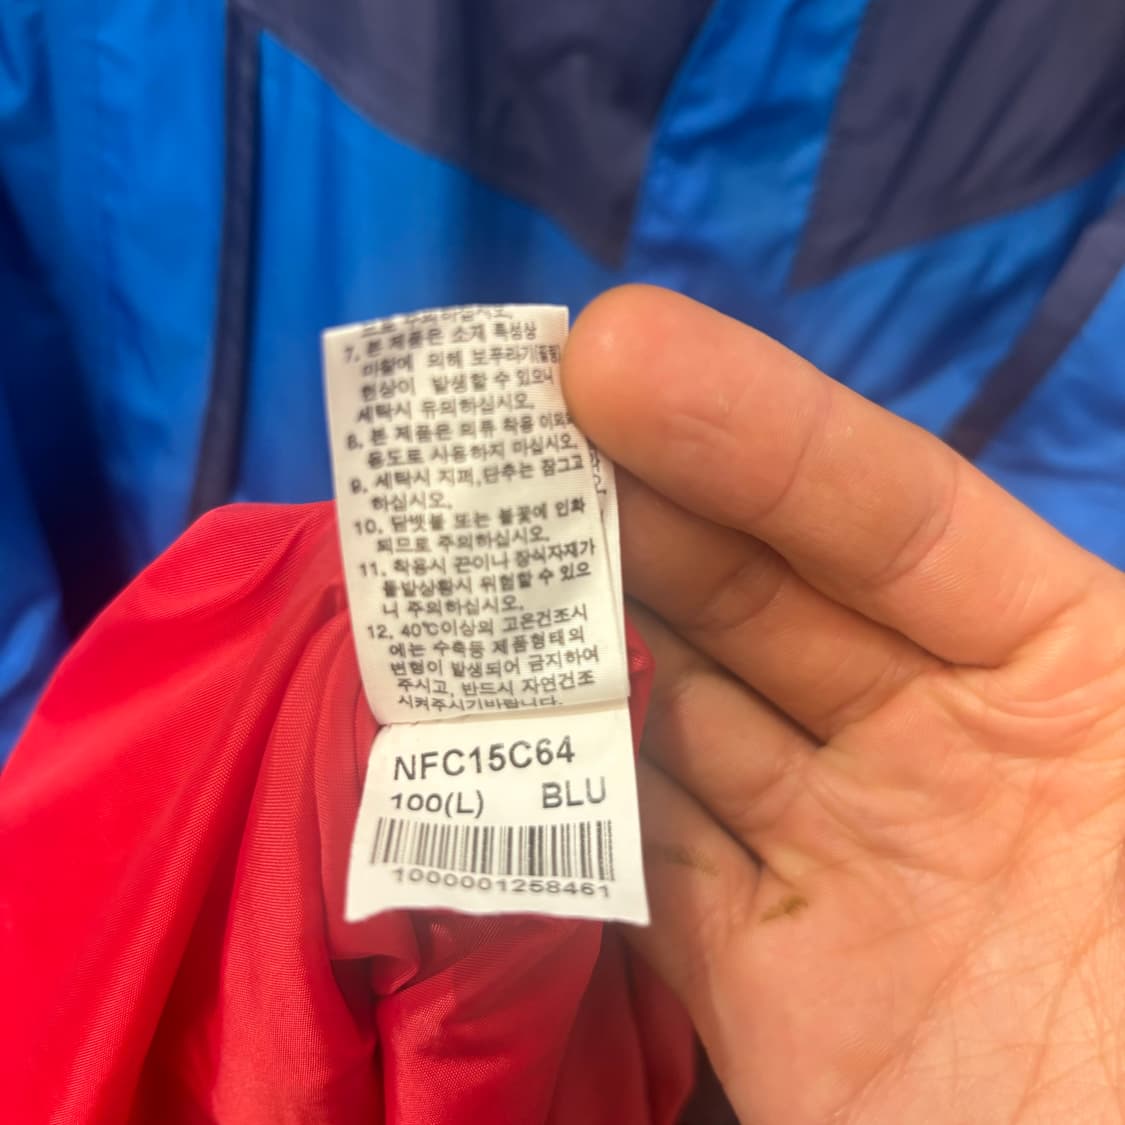 7. 본 제품은 소재 특성상
마찰에 의해 보푸라기(필링)
현상이 발생할 수 있으니
세탁시 유의하십시오.
8. 본 제품은 의류 착용 이외의
용도로 사용하지 마십시오.
9. 세탁시 지퍼,단추는 잠그고
하십시오.
10. 담뱃불 또는 불꽃에 인화
되므로 주의하십시오.
11. 착용시 끈이나 장식자재가
돌발상황시 위험할 수 있으
니 주의하십시오.
12. 40℃이상의 고온건조시
에는 수축등 제품형태의
변형이 발생되어 금지하여
주시고, 반드시 자연건조
시켜주시기바랍니다.
NFC15C64
100(L) BLU
1000001258461